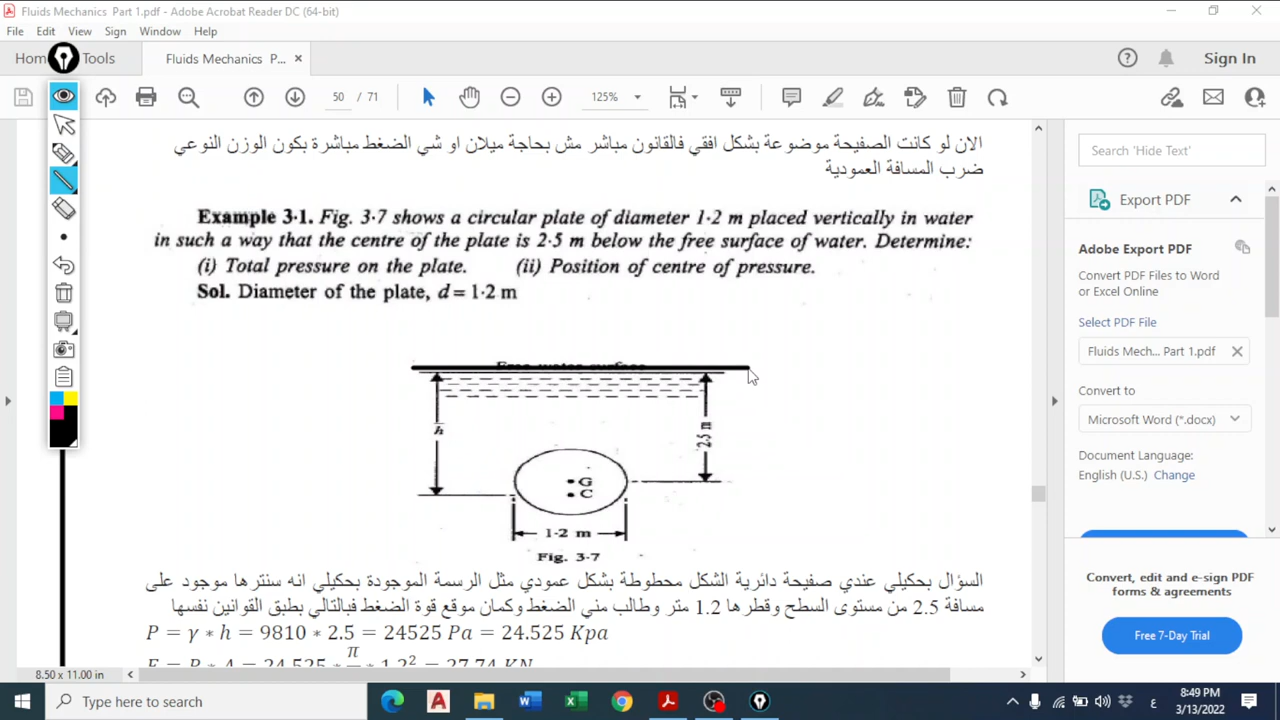 Fluids Mechanics Part 1.pdf - Adobe Acrobat Reader DC (64-bit)
File Edit View Sign Window Help
Hom Tools Fluids Mechanics P... × Sign In
50 / 71 125%
الان لو كانت الصفيحة موضوعة بشكل افقي فالقانون مباشر مش بحاجة ميلان او شي الضغط مباشرة بكون الوزن النوعي
ضرب المسافة العمودية
Example 3·1. Fig. 3·7 shows a circular plate of diameter 1·2 m placed vertically in water
in such a way that the centre of the plate is 2·5 m below the free surface of water. Determine:
(i) Total pressure on the plate. (ii) Position of centre of pressure.
Sol. Diameter of the plate, d = 1·2 m
h
2.5 m
G
C
1·2 m
Fig. 3·7
السؤال بحكيلي عندي صفيحة دائرية الشكل محطوطة بشكل عمودي مثل الرسمة الموجودة بحكيلي انه سنترها موجود على
مسافة 2.5 من مستوى السطح وقطرها 1.2 متر وطالب مني الضغط وكمان موقع قوة الضغط فبالتالي بطبق القوانين نفسها
P = γ * h = 9810 * 2.5 = 24525 Pa = 24.525 Kpa
8.50 x 11.00 in
Search 'Hide Text'
Export PDF
Adobe Export PDF
Convert PDF Files to Word
or Excel Online
Select PDF File
Fluids Mech... Part 1.pdf
Convert to
Microsoft Word (*.docx)
Document Language:
English (U.S.) Change
Convert, edit and e-sign PDF
forms & agreements
Free 7-Day Trial
Type here to search
ع
8:49 PM
3/13/2022